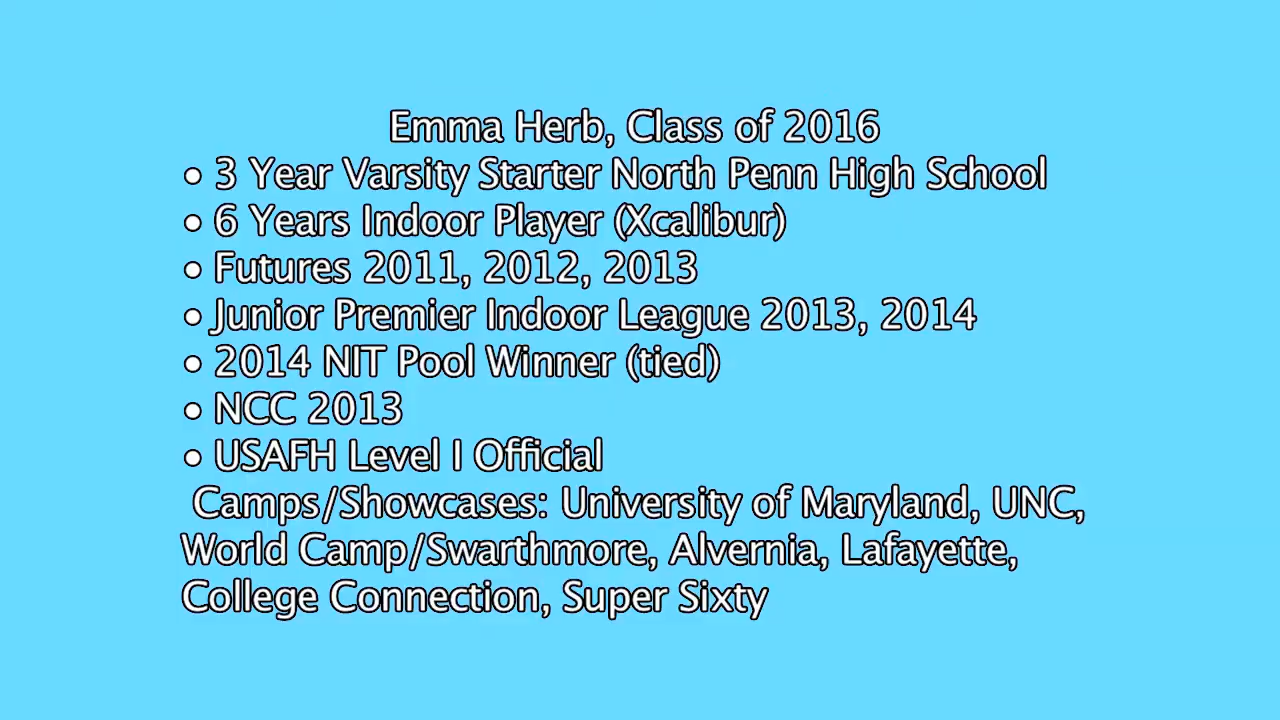 Emma Herb, Class of 2016
• 3 Year Varsity Starter North Penn High School
• 6 Years Indoor Player (Xcalibur)
• Futures 2011, 2012, 2013
• Junior Premier Indoor League 2013, 2014
• 2014 NIT Pool Winner (tied)
• NCC 2013
• USAFH Level I Official
Camps/Showcases: University of Maryland, UNC,
World Camp/Swarthmore, Alvernia, Lafayette,
College Connection, Super Sixty